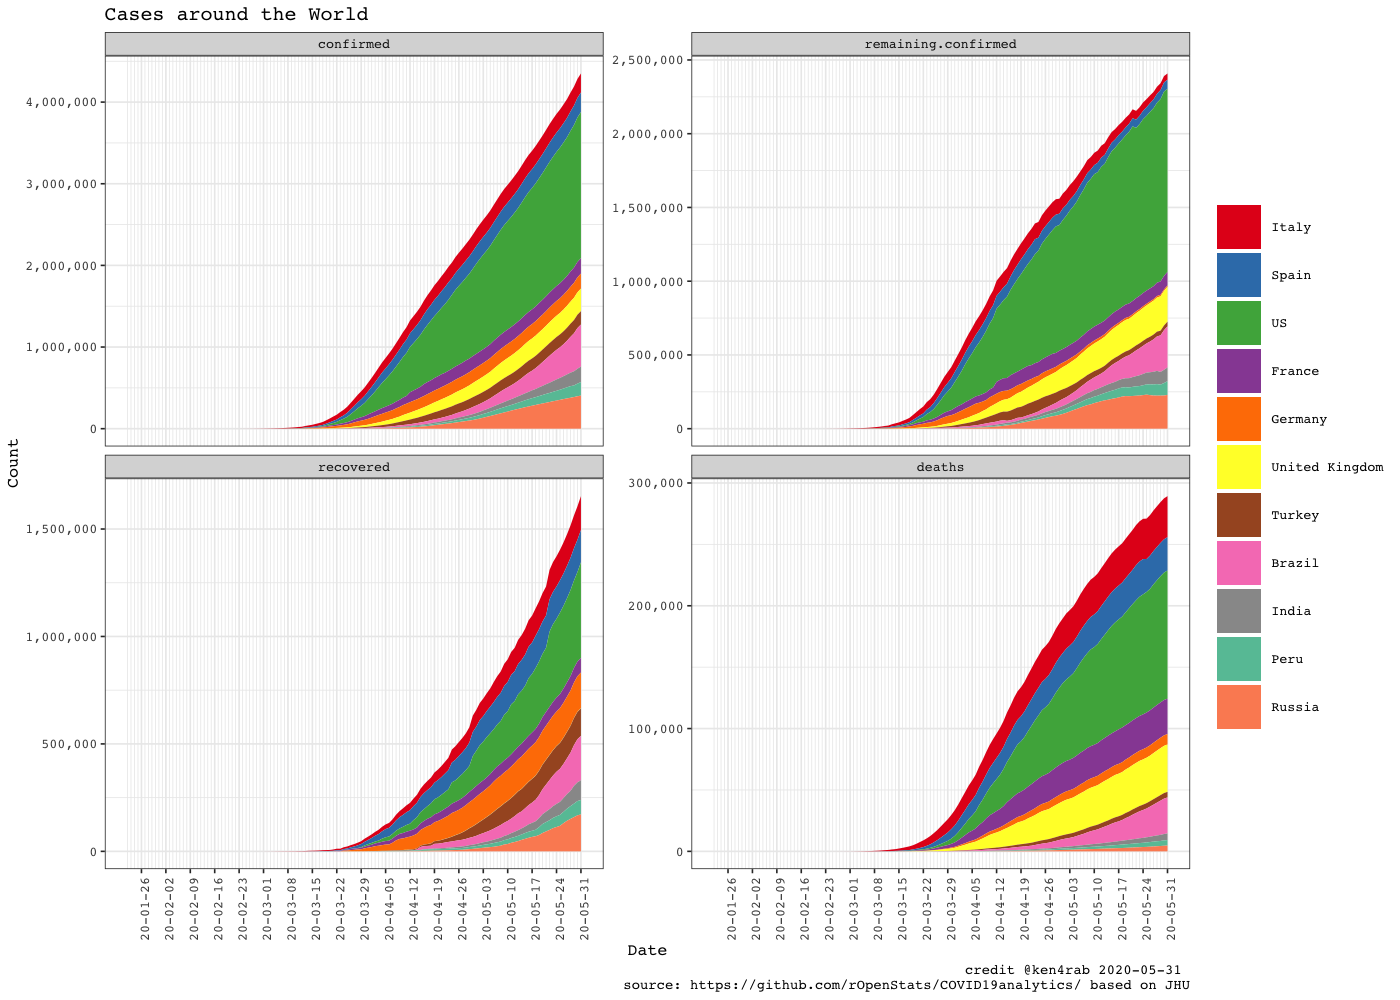 Cases around the World
confirmed
remaining.confirmed
4,000,000
3,000,000
2,000,000
1,000,000
0
2,500,000
2,000,000
1,500,000
1,000,000
500,000
0
recovered
deaths
1,500,000
1,000,000
500,000
0
300,000
200,000
100,000
0
Count
20-01-26
20-02-02
20-02-09
20-02-16
20-02-23
20-03-01
20-03-08
20-03-15
20-03-22
20-03-29
20-04-05
20-04-12
20-04-19
20-04-26
20-05-03
20-05-10
20-05-17
20-05-24
20-05-31
20-01-26
20-02-02
20-02-09
20-02-16
20-02-23
20-03-01
20-03-08
20-03-15
20-03-22
20-03-29
20-04-05
20-04-12
20-04-19
20-04-26
20-05-03
20-05-10
20-05-17
20-05-24
20-05-31
Date
Italy
Spain
US
France
Germany
United Kingdom
Turkey
Brazil
India
Peru
Russia
credit @ken4rab 2020-05-31
source: https://github.com/rOpenStats/COVID19analytics/ based on JHU